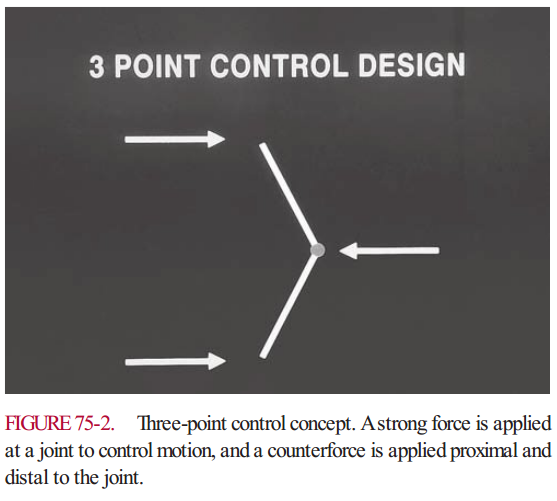 3 POINT CONTROL DESIGN
FIGURE 75-2. Three-point control concept. A strong force is applied
at a joint to control motion, and a counterforce is applied proximal and
distal to the joint.